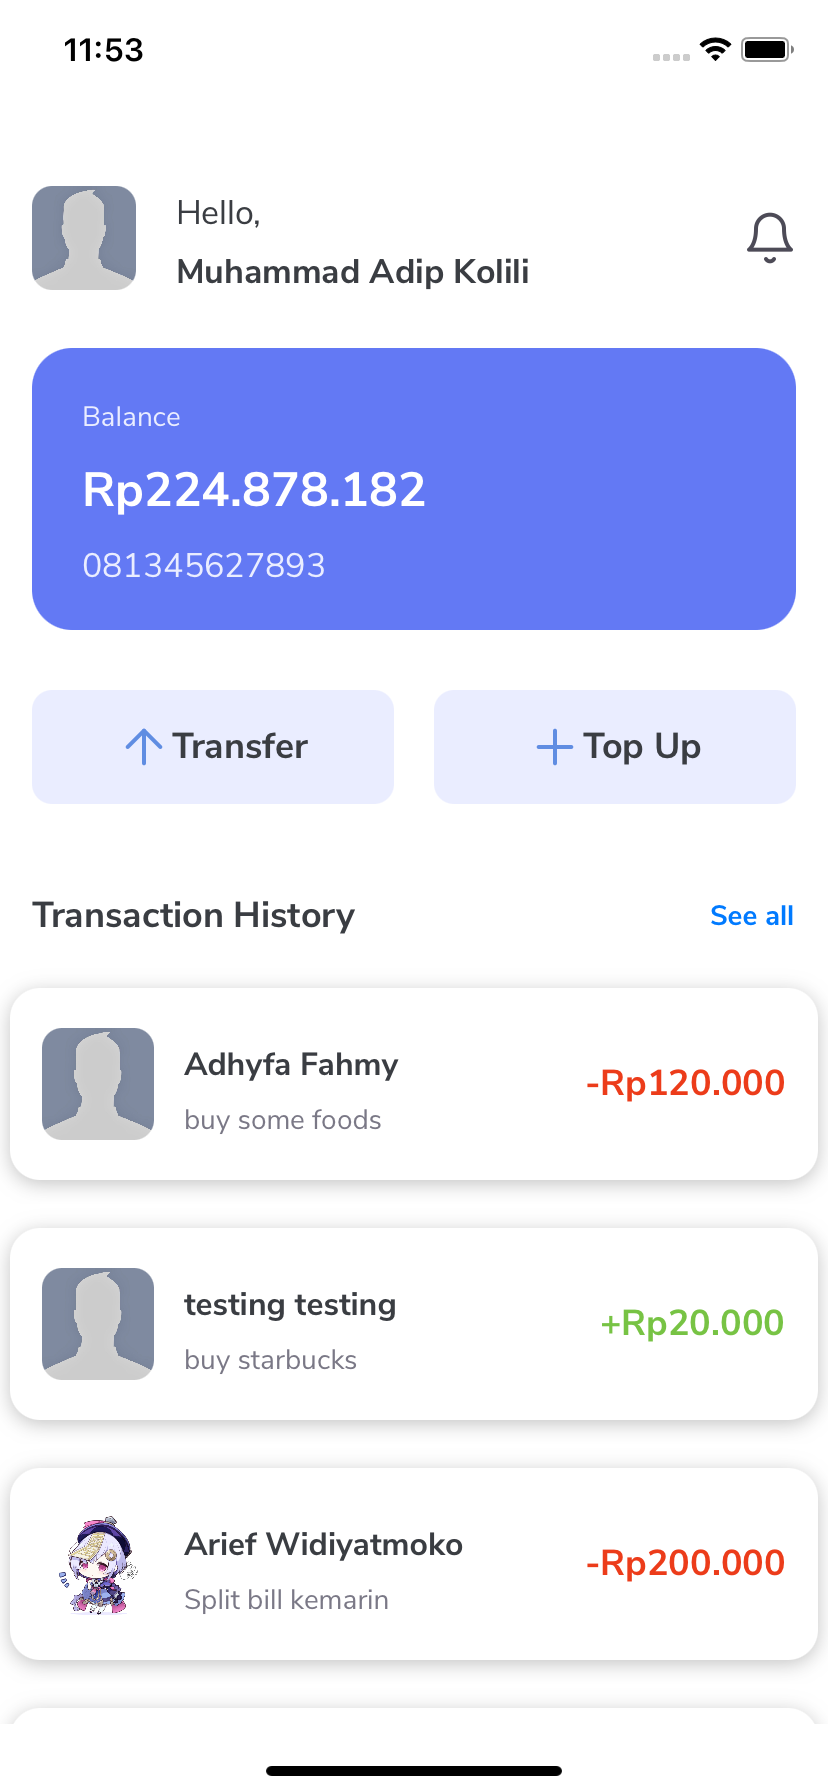 11:53
Hello,
Muhammad Adip Kolili
Balance
Rp224.878.182
081345627893
Transfer
Top Up
Transaction History
See all
Adhyfa Fahmy
-Rp120.000
buy some foods
testing testing
+Rp20.000
buy starbucks
Arief Widiyatmoko
-Rp200.000
Split bill kemarin